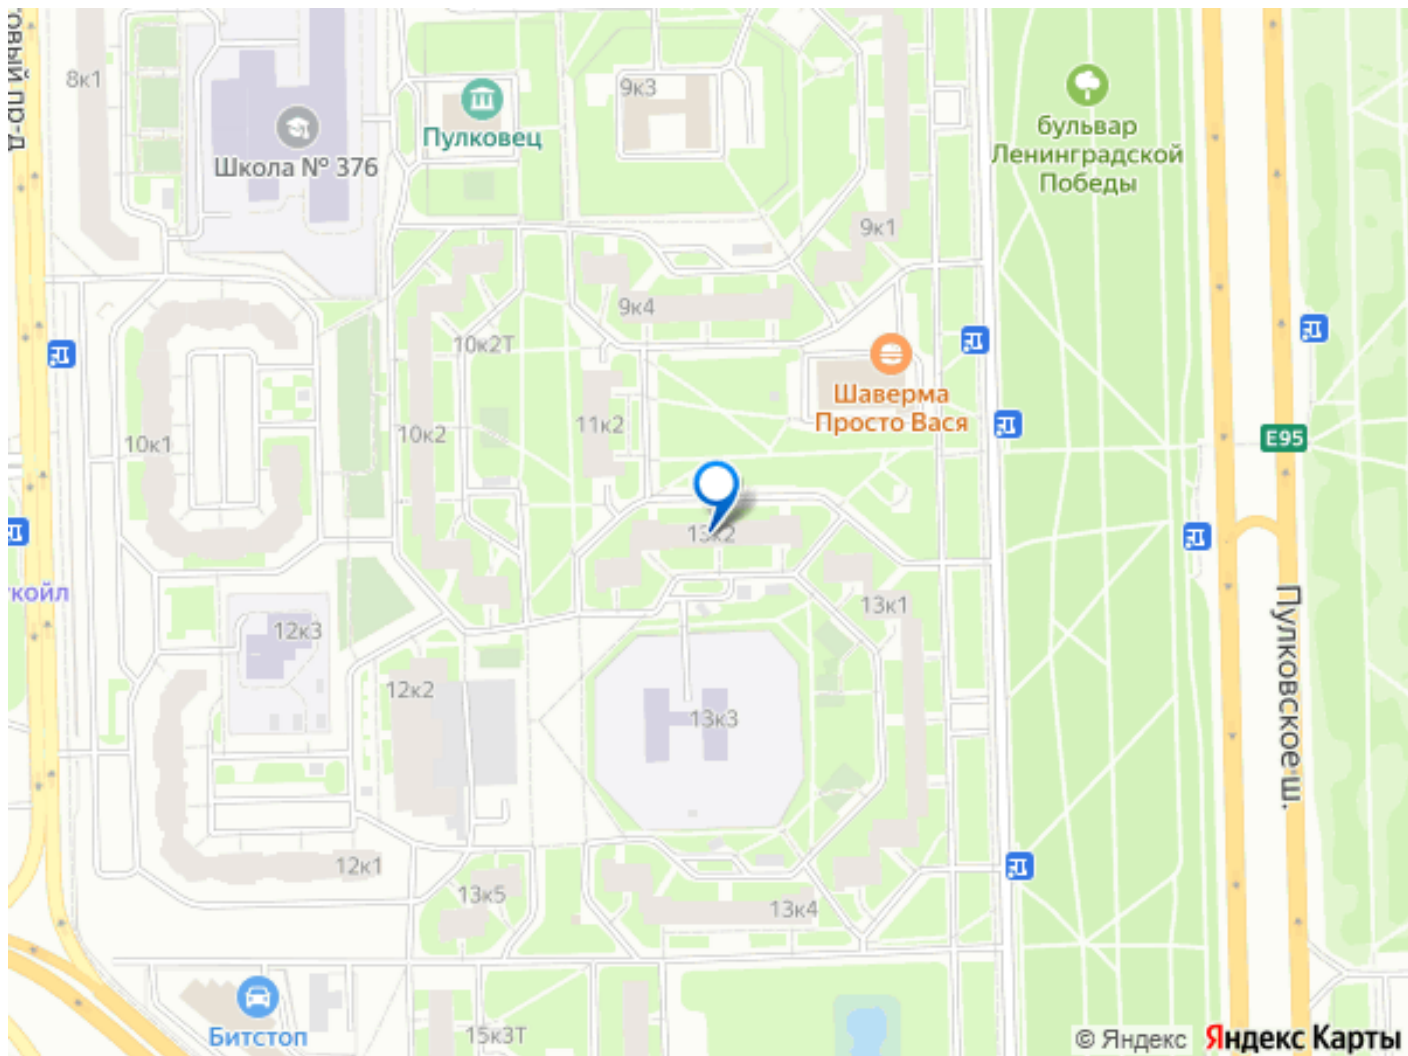 8к1
9к3
Пулковец
Школа № 376
бульвар
Ленинградской
Победы
9к1
9к4
10к2Т
Шаверма
Просто Вася
10к1
10к2
11к2
E95
13к2
13к1
12к3
12к2
13к3
Пулковское ш.
12к1
13к5
13к4
Битстоп
15к3Т
© Яндекс
Яндекс Карты